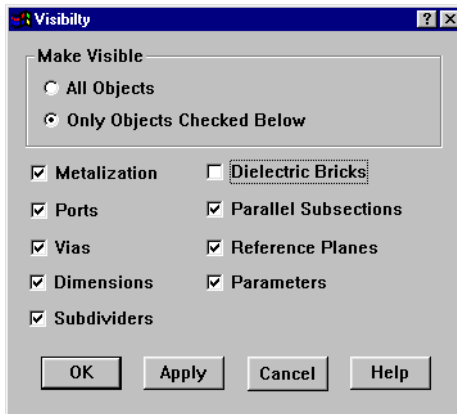 Visibilty
Make Visible
All Objects
Only Objects Checked Below
Metalization
Dielectric Bricks
Ports
Parallel Subsections
Vias
Reference Planes
Dimensions
Parameters
Subdividers
OK
Apply
Cancel
Help